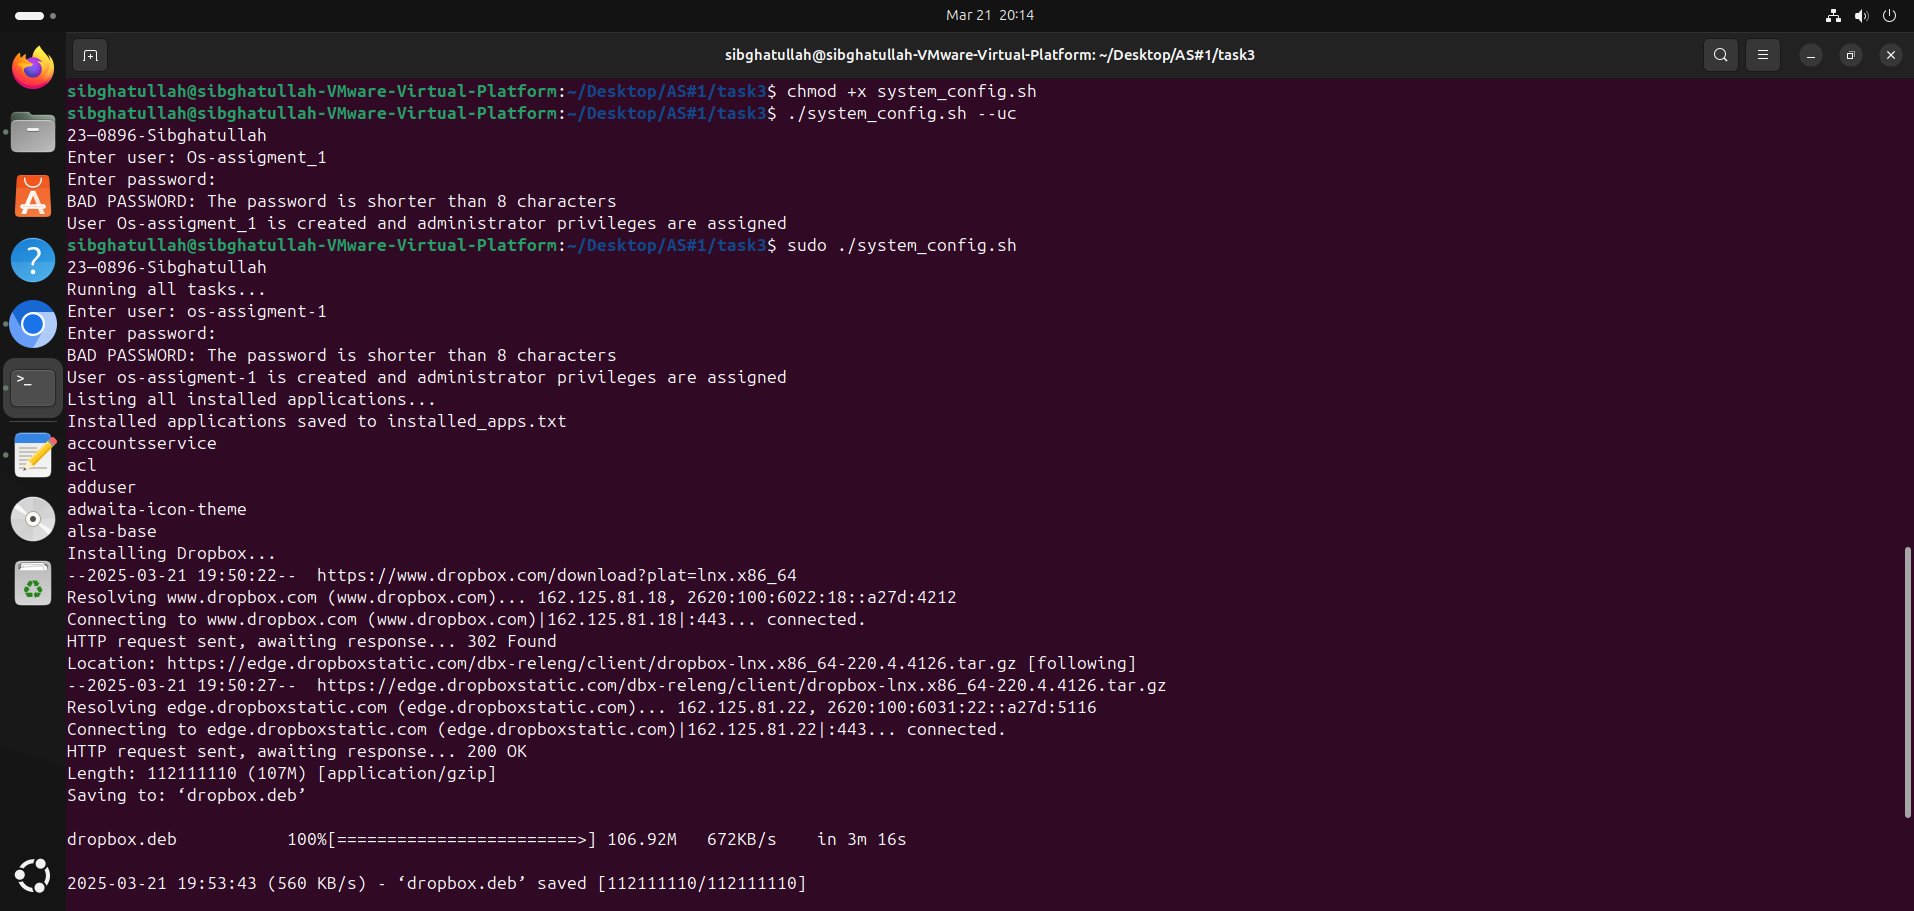 Mar 21 20:14
sibghatullah@sibghatullah-VMware-Virtual-Platform: ~/Desktop/AS#1/task3
sibghatullah@sibghatullah-VMware-Virtual-Platform:~/Desktop/AS#1/task3$ chmod +x system_config.sh
sibghatullah@sibghatullah-VMware-Virtual-Platform:~/Desktop/AS#1/task3$ ./system_config.sh --uc
23—0896-Sibghatullah
Enter user: Os-assigment_1
Enter password:
BAD PASSWORD: The password is shorter than 8 characters
User Os-assigment_1 is created and administrator privileges are assigned
sibghatullah@sibghatullah-VMware-Virtual-Platform:~/Desktop/AS#1/task3$ sudo ./system_config.sh
23—0896-Sibghatullah
Running all tasks...
Enter user: os-assigment-1
Enter password:
BAD PASSWORD: The password is shorter than 8 characters
User os-assigment-1 is created and administrator privileges are assigned
Listing all installed applications...
Installed applications saved to installed_apps.txt
accountsservice
acl
adduser
adwaita-icon-theme
alsa-base
Installing Dropbox...
--2025-03-21 19:50:22--  https://www.dropbox.com/download?plat=lnx.x86_64
Resolving www.dropbox.com (www.dropbox.com)... 162.125.81.18, 2620:100:6022:18::a27d:4212
Connecting to www.dropbox.com (www.dropbox.com)|162.125.81.18|:443... connected.
HTTP request sent, awaiting response... 302 Found
Location: https://edge.dropboxstatic.com/dbx-releng/client/dropbox-lnx.x86_64-220.4.4126.tar.gz [following]
--2025-03-21 19:50:27--  https://edge.dropboxstatic.com/dbx-releng/client/dropbox-lnx.x86_64-220.4.4126.tar.gz
Resolving edge.dropboxstatic.com (edge.dropboxstatic.com)... 162.125.81.22, 2620:100:6031:22::a27d:5116
Connecting to edge.dropboxstatic.com (edge.dropboxstatic.com)|162.125.81.22|:443... connected.
HTTP request sent, awaiting response... 200 OK
Length: 112111110 (107M) [application/gzip]
Saving to: ‘dropbox.deb’
dropbox.deb           100%[========================>] 106.92M   672KB/s    in 3m 16s
2025-03-21 19:53:43 (560 KB/s) - ‘dropbox.deb’ saved [112111110/112111110]